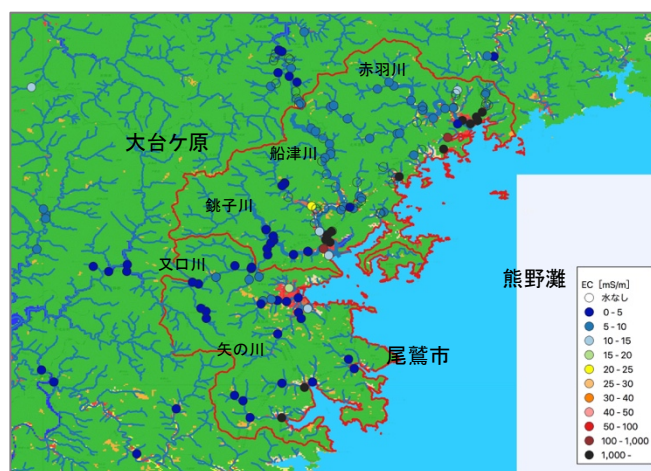 赤羽川
大台ケ原
船津川
銚子川
又口川
熊野灘
矢の川
尾鷲市
EC [mS/m]
水なし
0 - 5
5 - 10
10 - 15
15 - 20
20 - 25
25 - 30
30 - 40
40 - 50
50 - 100
100 - 1,000
1,000 -